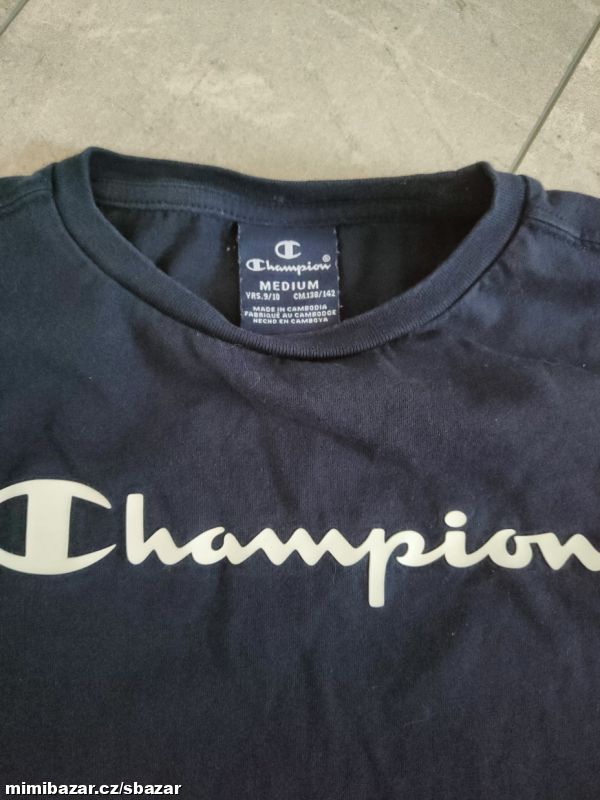 Champion®
MEDIUM
YRS.9/10 CM.138/142
MADE IN CAMBODIA
FABRIQUÉ AU CAMBODGE
HECHO EN CAMBOYA
Champion
mimibazar.cz/sbazar